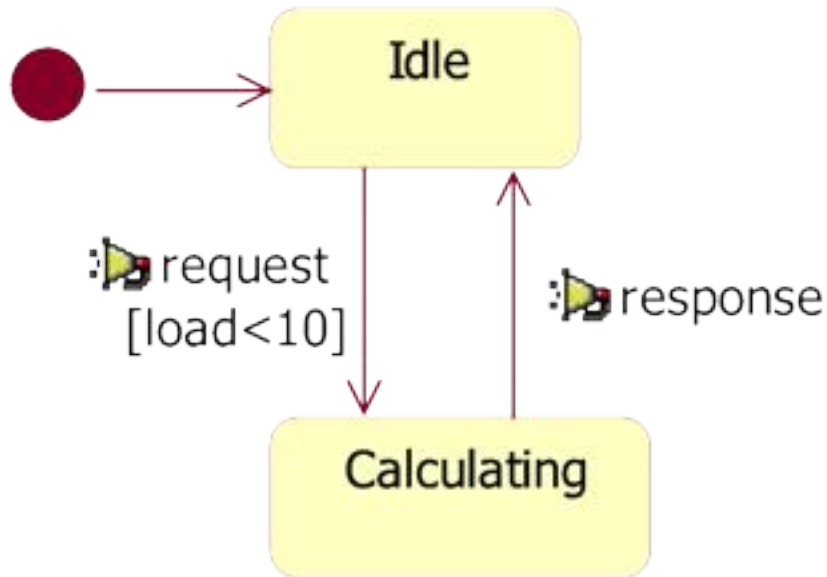 Idle
request
[load<10]
response
Calculating